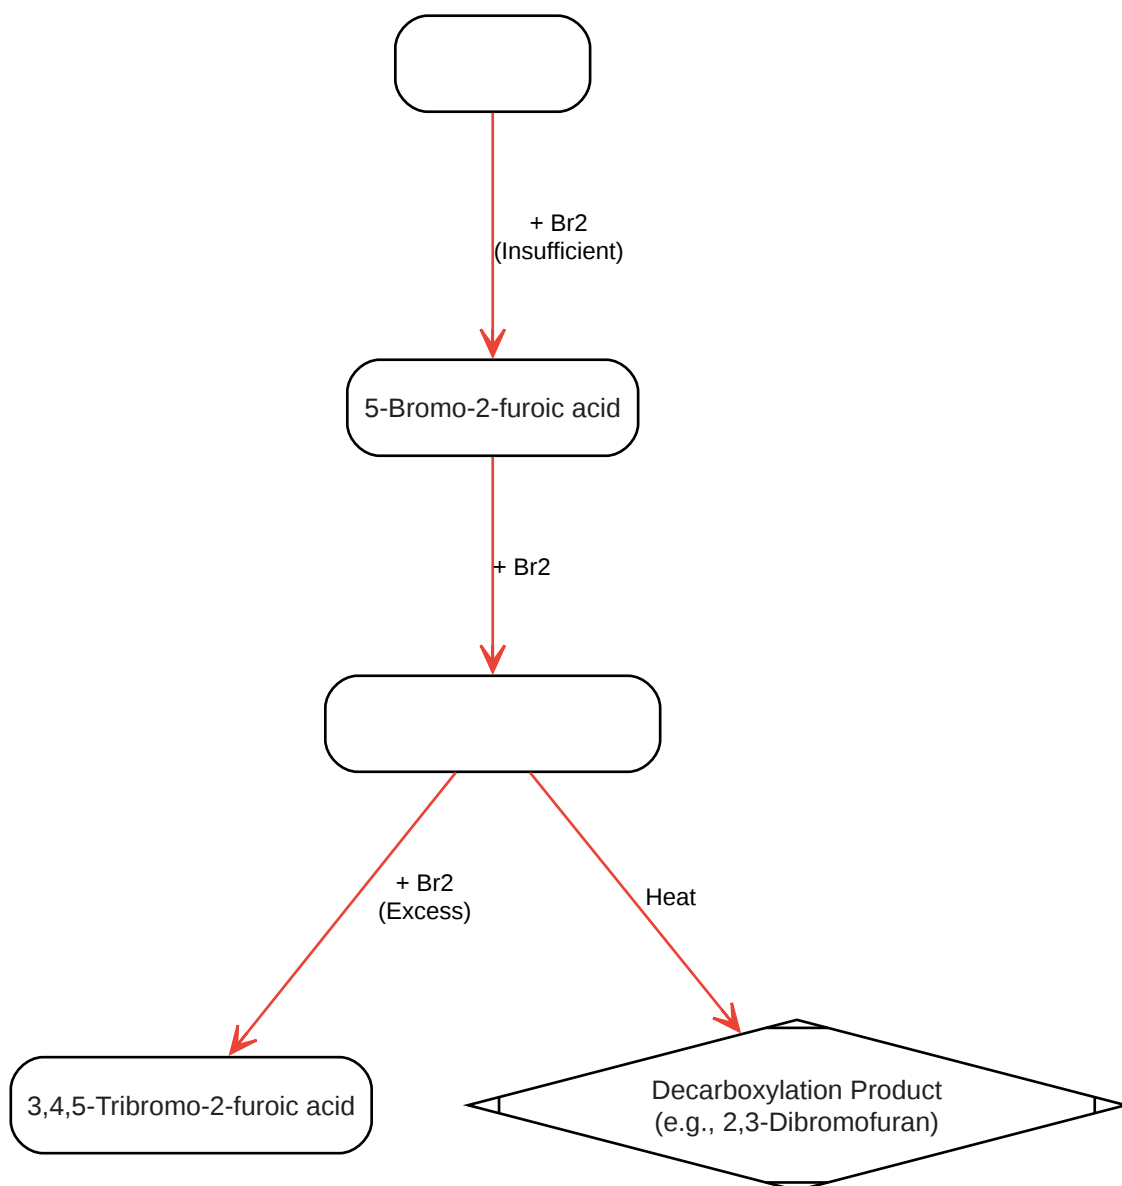 + Br2
(Insufficient)
5-Bromo-2-furoic acid
+ Br2
+ Br2
(Excess)
Heat
3,4,5-Tribromo-2-furoic acid
Decarboxylation Product
(e.g., 2,3-Dibromofuran)